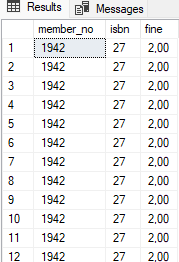 Results Messages
member_no isbn fine
1 1942 27 2,00
2 1942 27 2,00
3 1942 27 2,00
4 1942 27 2,00
5 1942 27 2,00
6 1942 27 2,00
7 1942 27 2,00
8 1942 27 2,00
9 1942 27 2,00
10 1942 27 2,00
11 1942 27 2,00
12 1942 27 2,00